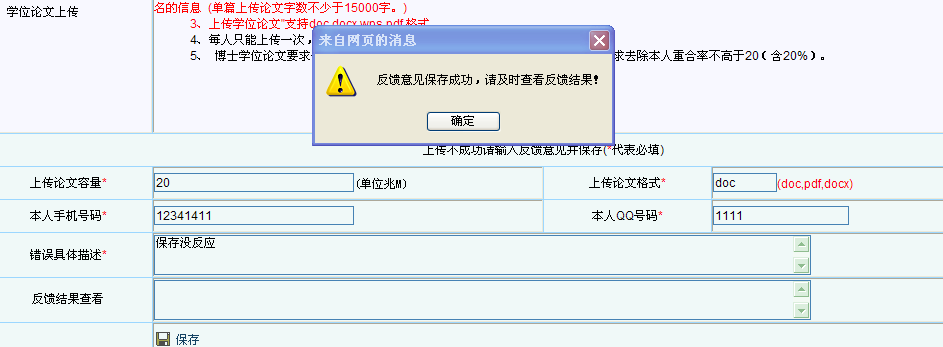 学位论文上传
名的信息 (单篇上传论文字数不少于15000字。)
3、上传学位论文"支持doc,docx,wps,pdf 格式
来自网页的消息
4、每人只能上传一次，
5、 博士学位论文要求
求去除本人重合率不高于20（含20%）。
反馈意见保存成功，请及时查看反馈结果!
确定
上传不成功请输入反馈意见并保存(*代表必填)
上传论文容量* 20 (单位兆M) 上传论文格式* doc (doc,pdf,docx)
本人手机号码* 12341411 本人QQ号码* 1111
错误具体描述* 保存没反应
反馈结果查看
保存